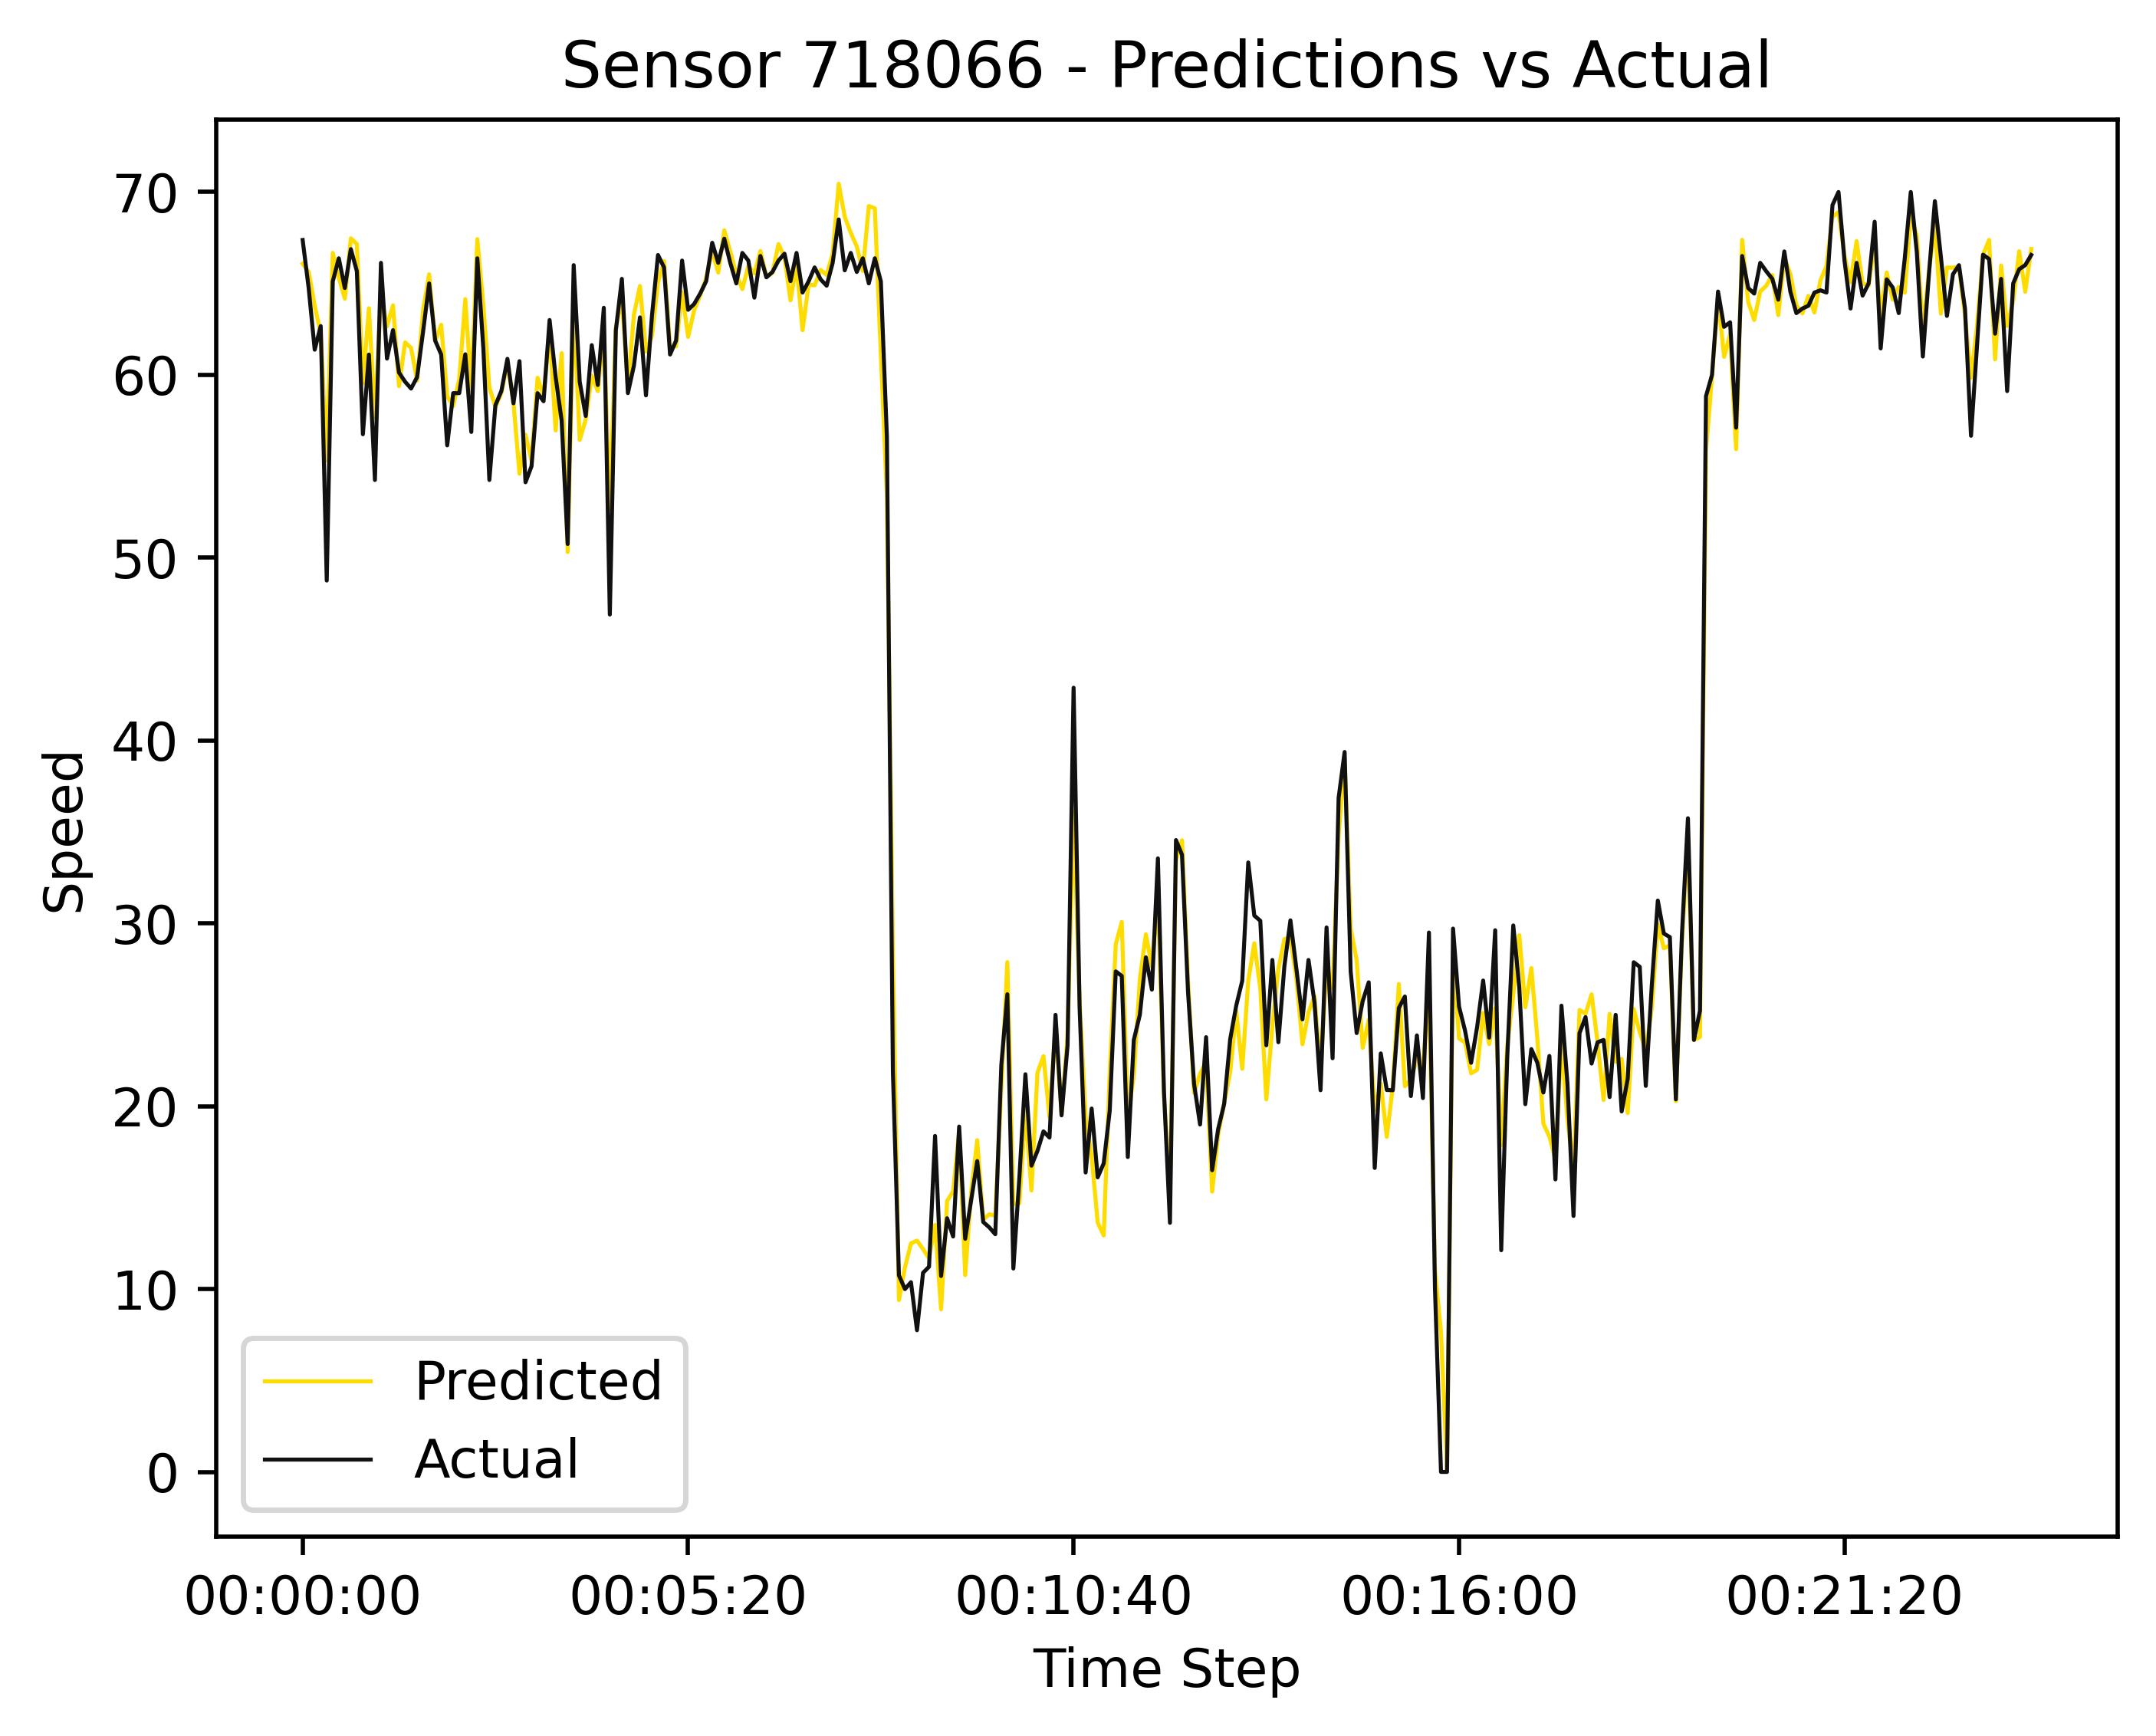 Sensor 718066 - Predictions vs Actual
70
60
50
40
30
20
10
0
Speed
Predicted
Actual
00:00:00
00:05:20
00:10:40
00:16:00
00:21:20
Time Step